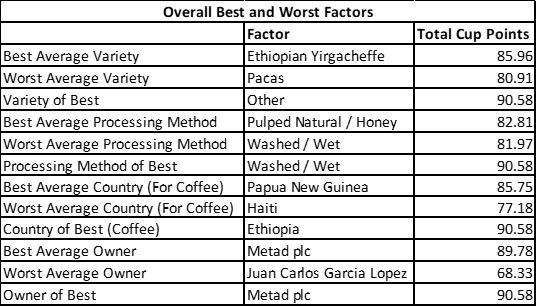 Overall Best and Worst Factors
Factor Total Cup Points
Best Average Variety Ethiopian Yirgacheffe 85.96
Worst Average Variety Pacas 80.91
Variety of Best Other 90.58
Best Average Processing Method Pulped Natural / Honey 82.81
Worst Average Processing Method Washed / Wet 81.97
Processing Method of Best Washed / Wet 90.58
Best Average Country (For Coffee) Papua New Guinea 85.75
Worst Average Country (For Coffee) Haiti 77.18
Country of Best (Coffee) Ethiopia 90.58
Best Average Owner Metad plc 89.78
Worst Average Owner Juan Carlos Garcia Lopez 68.33
Owner of Best Metad plc 90.58